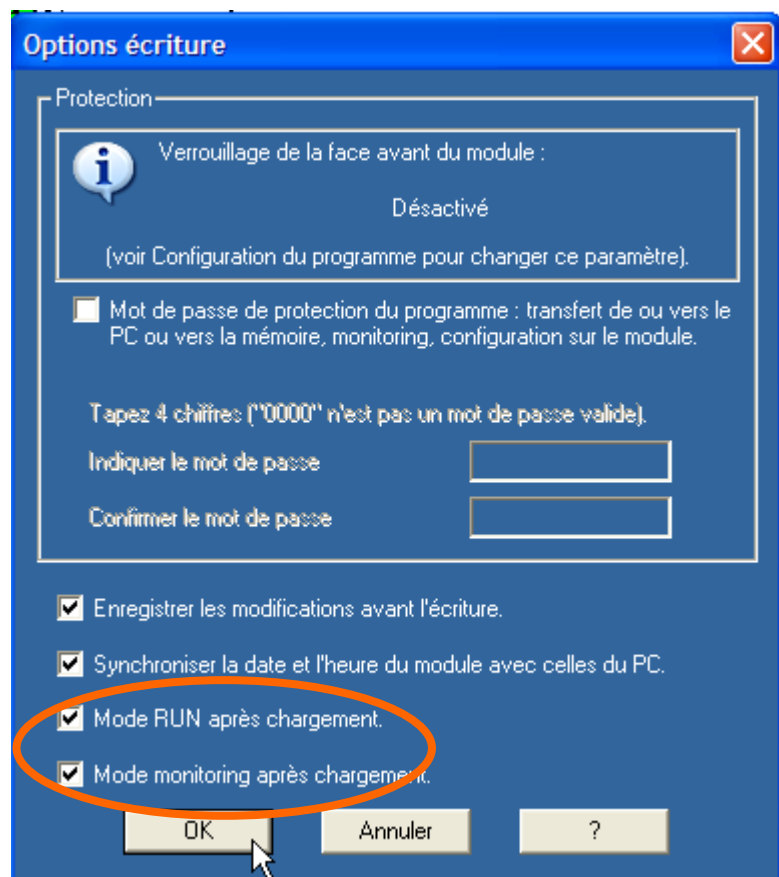 Options écriture
Protection
Verrouillage de la face avant du module :
Désactivé
(voir Configuration du programme pour changer ce paramètre).
Mot de passe de protection du programme : transfert de ou vers le
PC ou vers la mémoire, monitoring, configuration sur le module.
Tapez 4 chiffres ("0000" n'est pas un mot de passe valide).
Indiquer le mot de passe
Confirmer le mot de passe
Enregistrer les modifications avant l'écriture.
Synchroniser la date et l'heure du module avec celles du PC.
Mode RUN après chargement.
Mode monitoring après chargement.
OK Annuler ?